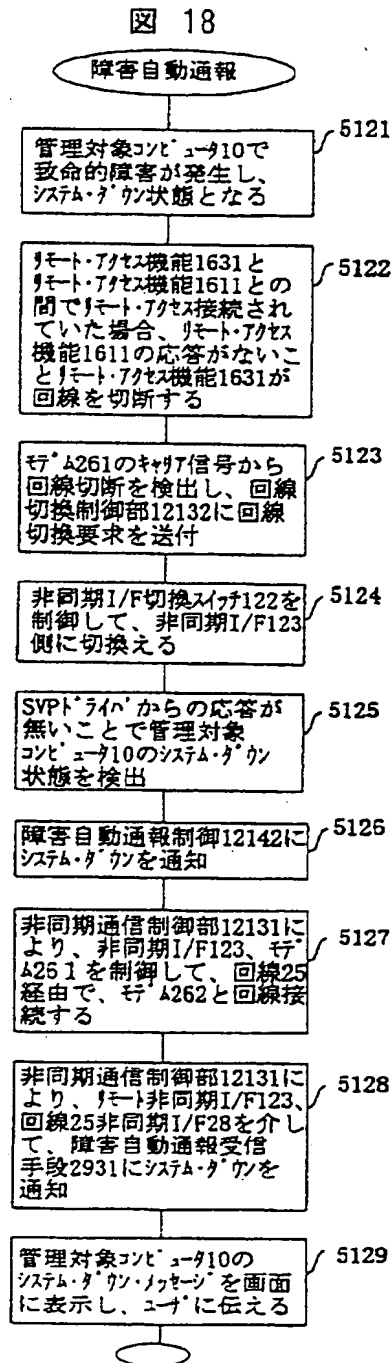 図 18
障害自動通報
5121
管理対象コンピュータ10で
致命的障害が発生し、
システム・ダウン状態となる
5122
リモート・アクセス機能1631と
リモート・アクセス機能1611との
間でリモート・アクセス接続され
ていた場合、リモート・アクセス
機能1611の応答がないこ
とリモート・アクセス機能1631が
回線を切断する
5123
モデム261のキャリア信号から
回線切断を検出し、回線
切換制御部12132に回線
切換要求を送付
5124
非同期I/F切換スイッチ122を
制御して、非同期I/F123
側に切換える
5125
SVPドライバからの応答が
無いことで管理対象
コンピュータ10のシステム・ダウン
状態を検出
5126
障害自動通報制御12142に
システム・ダウンを通知
5127
非同期通信制御部12131に
より、非同期I/F123、モデ
ム261を制御して、回線25
経由で、モデム262と回線接
続する
5128
非同期通信制御部12131に
より、リモート非同期I/F123、
回線25非同期I/F28を介し
て、障害自動通報受信
手段2931にシステム・ダウンを
通知
5129
管理対象コンピュータ10の
システム・ダウン・メッセージを画面
に表示し、ユーザに伝える